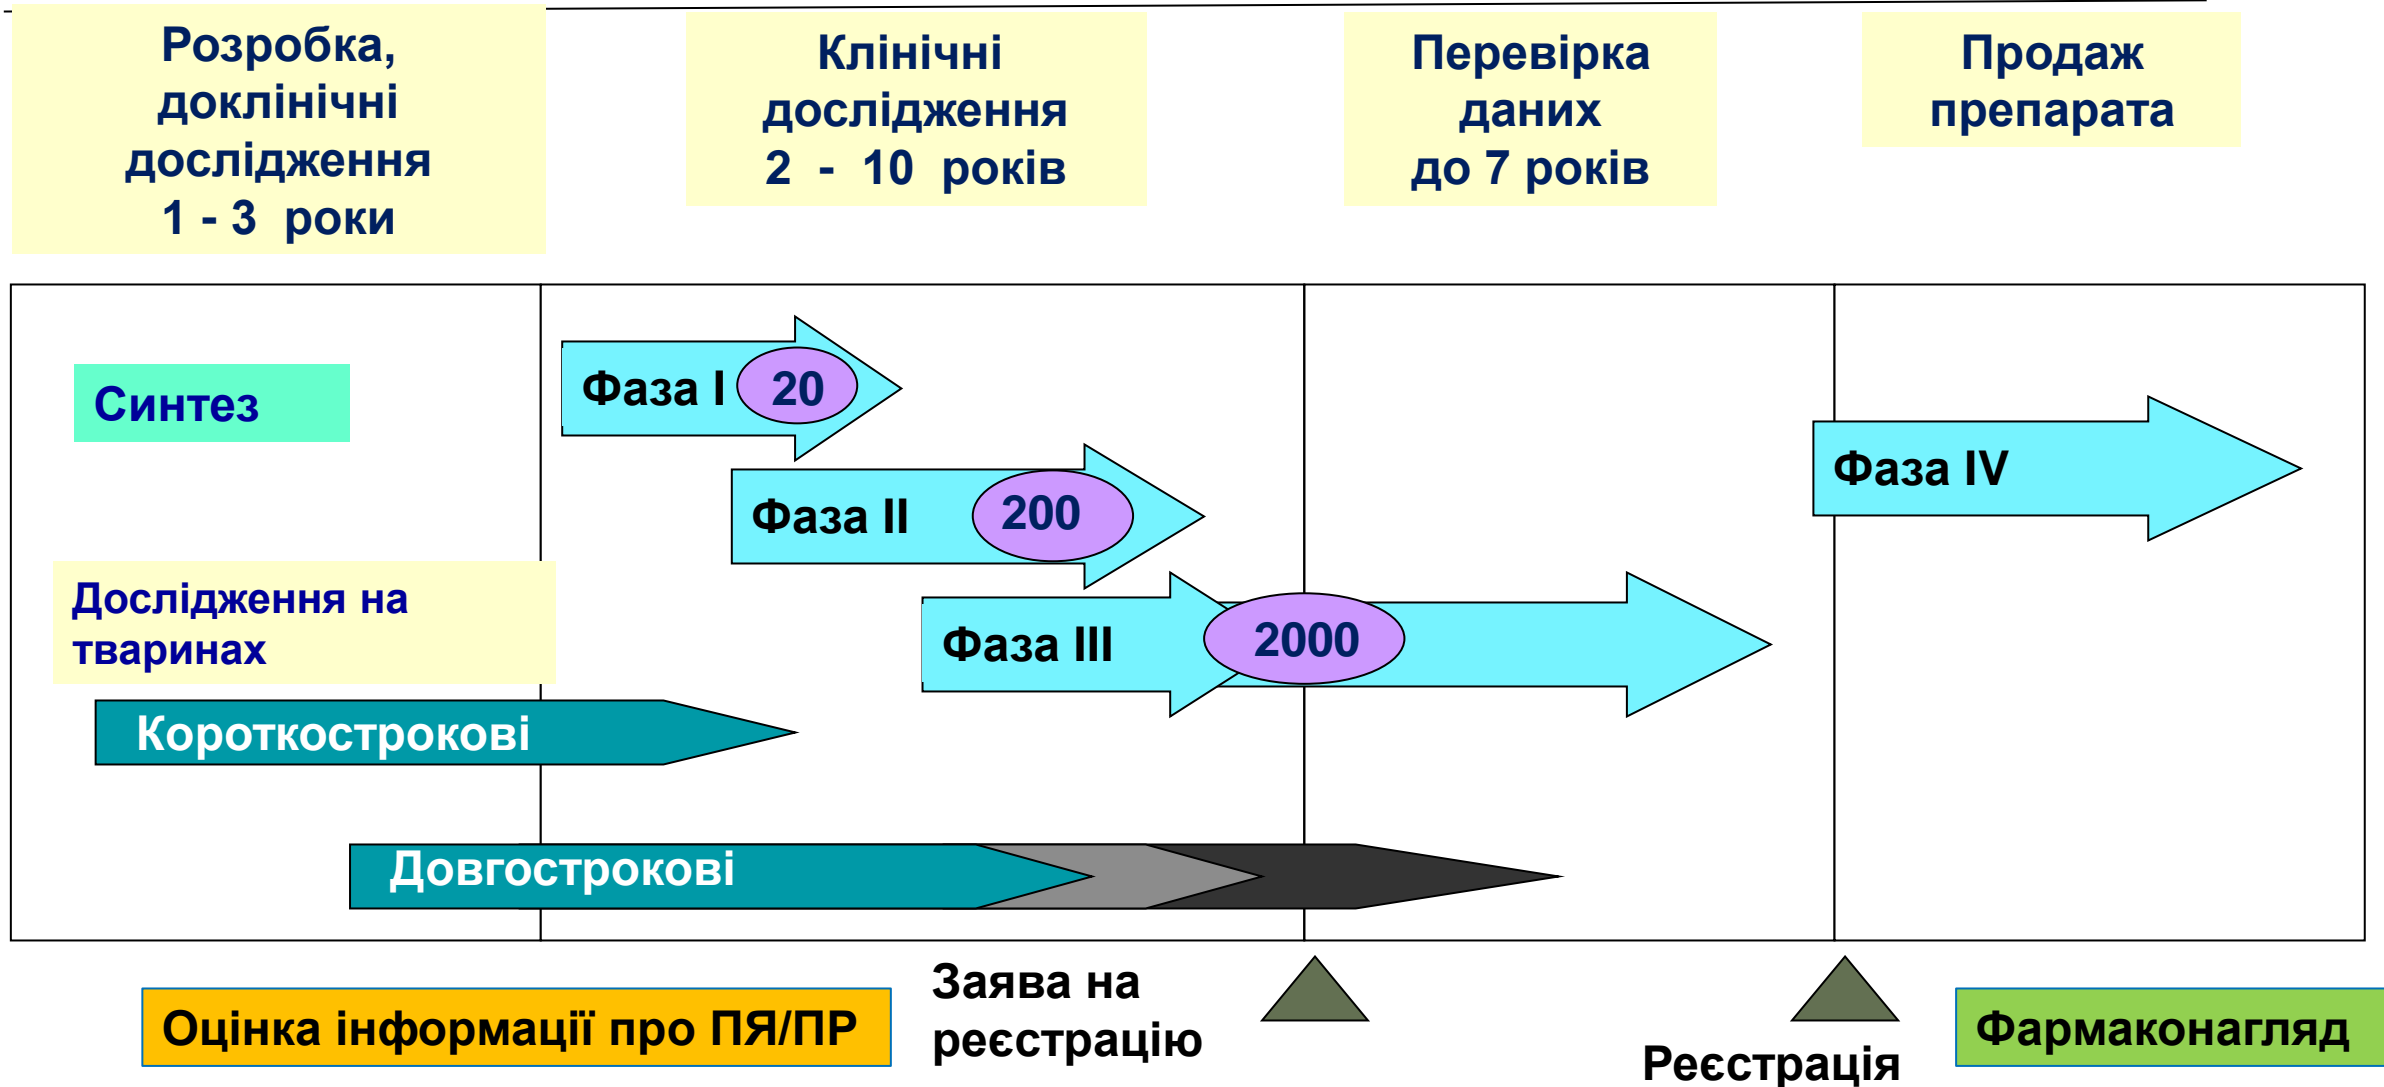 Розробка,
доклінічні
дослідження
1 - 3 роки
Клінічні
дослідження
2 - 10 років
Перевірка
даних
до 7 років
Продаж
препарата
Синтез
Фаза I 20
Фаза II 200
Фаза IV
Дослідження на
тваринах
Фаза III 2000
Короткострокові
Довгострокові
Оцінка інформації про ПЯ/ПР
Заява на
реєстрацію
Реєстрація
Фармаконагляд